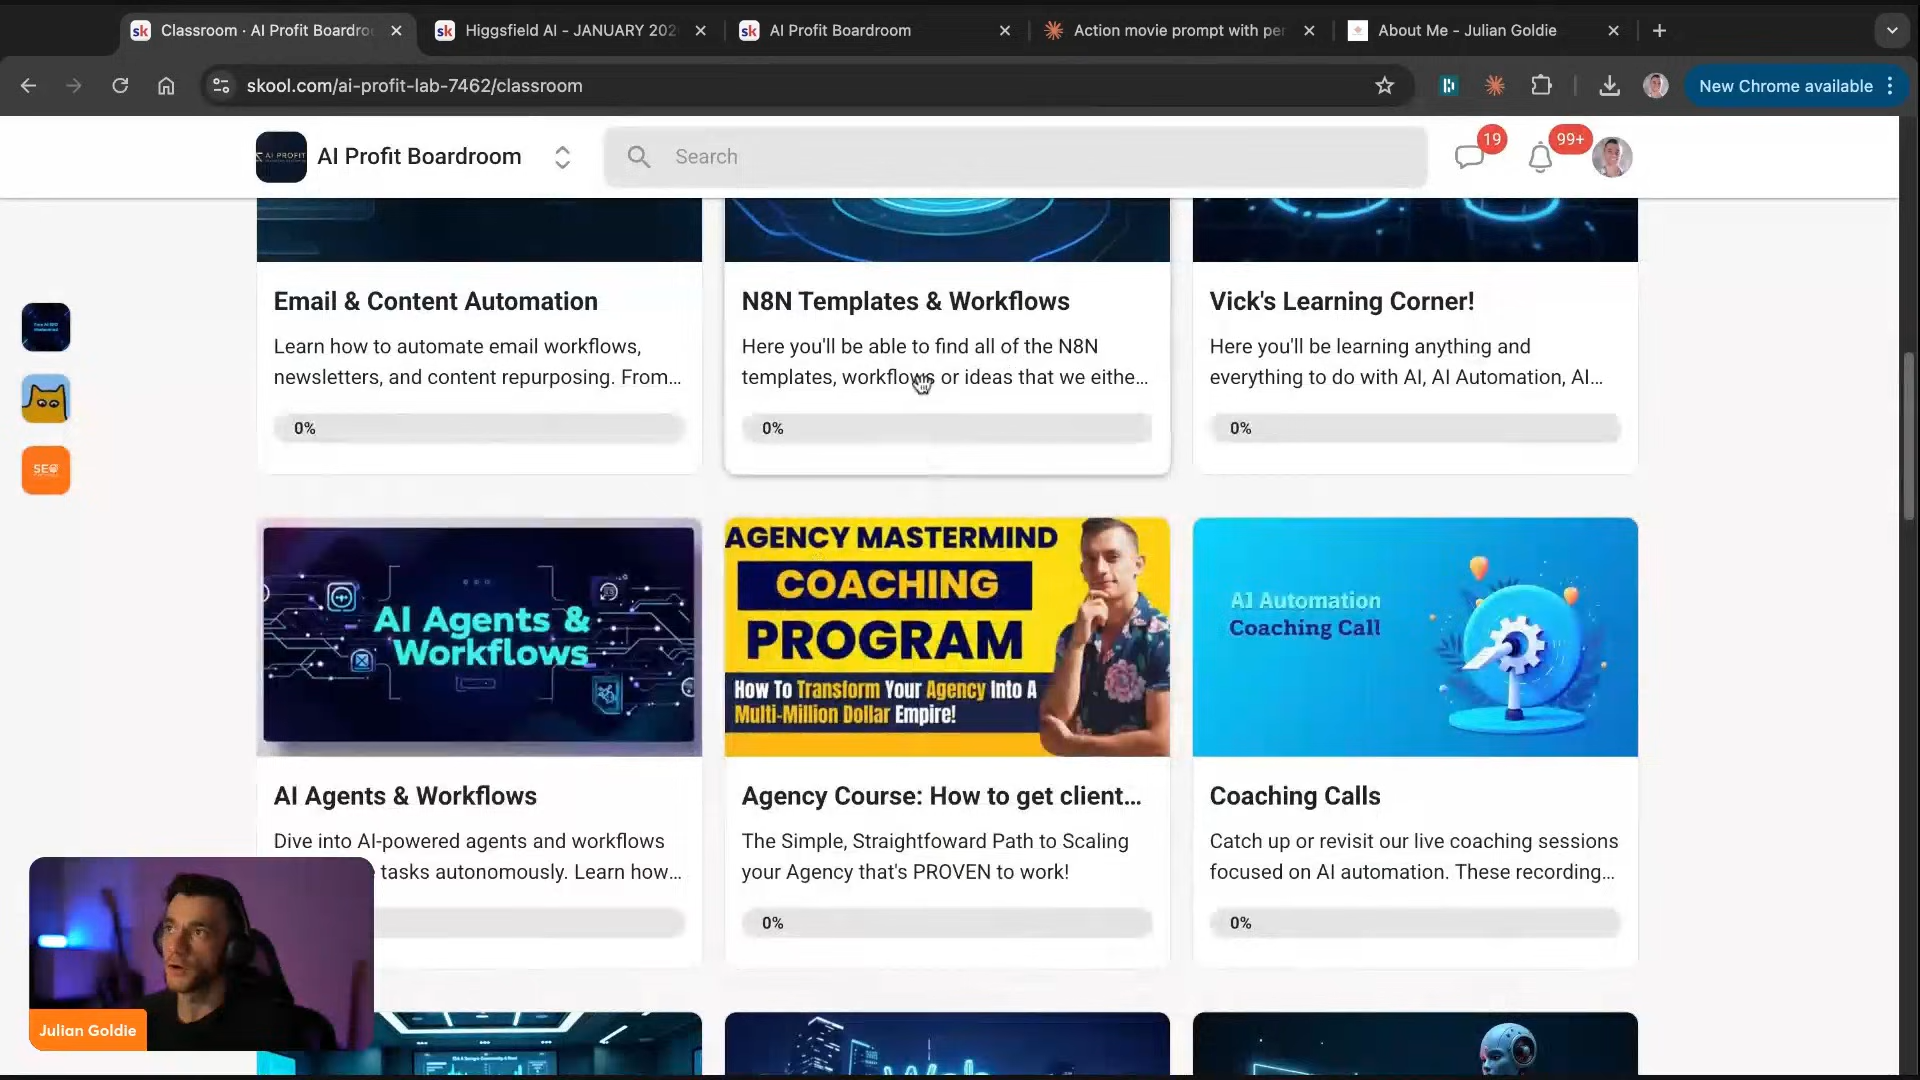 Classroom · AI Profit Boardro
Higgsfield AI - JANUARY 202
AI Profit Boardroom
Action movie prompt with per
About Me - Julian Goldie
skool.com/ai-profit-lab-7462/classroom
New Chrome available
AI PROFIT
AI Profit Boardroom
Search
19
99+
Email & Content Automation
Learn how to automate email workflows,
newsletters, and content repurposing. From...
0%
N8N Templates & Workflows
Here you'll be able to find all of the N8N
templates, workflows or ideas that we eithe...
0%
Vick's Learning Corner!
Here you'll be learning anything and
everything to do with AI, AI Automation, AI...
0%
SEO
AI Agents &
Workflows
AGENCY MASTERMIND
COACHING
PROGRAM
How To Transform Your Agency Into A
Multi-Million Dollar Empire!
AI Automation
Coaching Call
AI Agents & Workflows
Dive into AI-powered agents and workflows
tasks autonomously. Learn how...
Agency Course: How to get client...
The Simple, Straightfoward Path to Scaling
your Agency that's PROVEN to work!
0%
Coaching Calls
Catch up or revisit our live coaching sessions
focused on AI automation. These recording...
0%
Julian Goldie